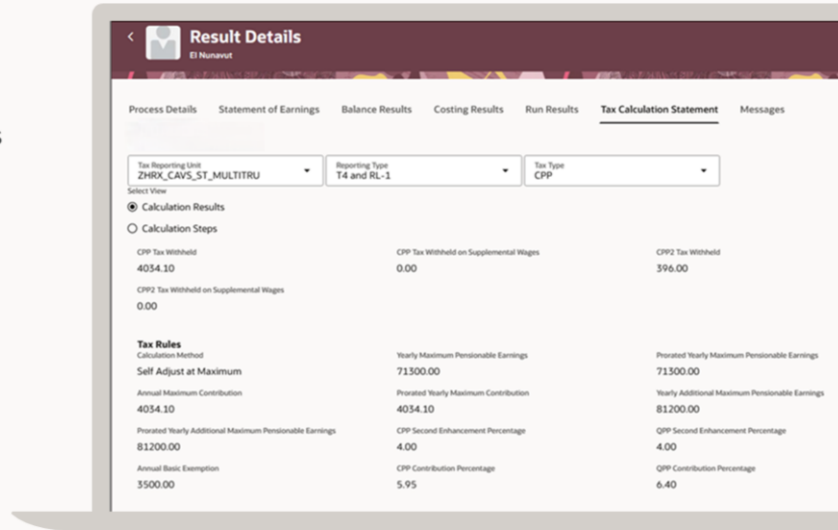 Result Details
El Nunavut
Process Details Statement of Earnings Balance Results Costing Results Run Results Tax Calculation Statement Messages
s
Tax Reporting Unit Reporting Type Tax Type
ZHRX_CAVS_ST_MULTITRU T4 and RL-1 CPP
Select View
Calculation Results
Calculation Steps
CPP Tax Withheld CPP Tax Withheld on Supplemental Wages CPP2 Tax Withheld
4034.10 0.00 396.00
CPP2 Tax Withheld on Supplemental Wages
0.00
Tax Rules
Calculation Method Yearly Maximum Pensionable Earnings Prorated Yearly Maximum Pensionable Earnings
Self Adjust at Maximum 71300.00 71300.00
Annual Maximum Contribution Prorated Yearly Maximum Contribution Yearly Additional Maximum Pensionable Earnings
4034.10 4034.10 81200.00
Prorated Yearly Additional Maximum Pensionable Earnings CPP Second Enhancement Percentage QPP Second Enhancement Percentage
81200.00 4.00 4.00
Annual Basic Exemption CPP Contribution Percentage QPP Contribution Percentage
3500.00 5.95 6.40